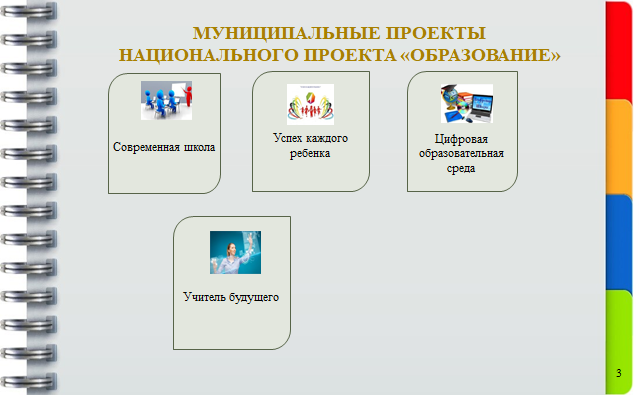 МУНИЦИПАЛЬНЫЕ ПРОЕКТЫ
НАЦИОНАЛЬНОГО ПРОЕКТА «ОБРАЗОВАНИЕ»
Современная школа
Успех каждого
ребенка
Цифровая
образовательная
среда
Учитель будущего
3